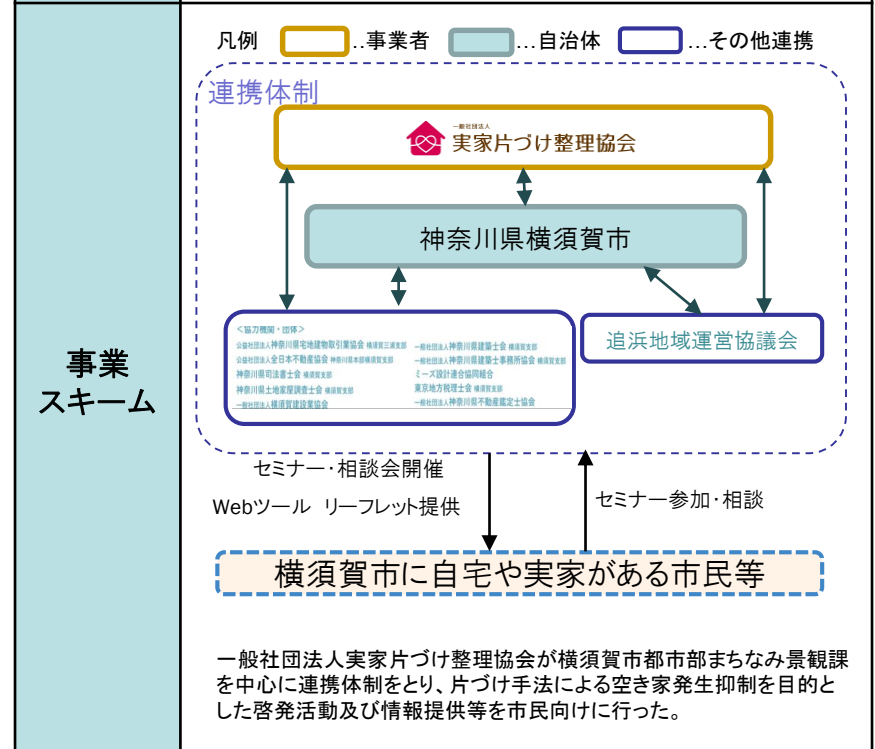 凡例 ‥事業者 …自治体 …その他連携
連携体制
一般社団法人
実家片づけ整理協会
神奈川県横須賀市
＜協力機関・団体＞
公益社団法人神奈川県宅地建物取引業協会 横須賀三浦支部
公益社団法人全日本不動産協会 神奈川県本部横須賀支部
神奈川県司法書士会 横須賀支部
神奈川県土地家屋調査士会 横須賀支部
一般社団法人横須賀建設業協会
一般社団法人神奈川県建築士会 横須賀支部
一般社団法人神奈川県建築士事務所協会 横須賀支部
ミーズ設計連合協同組合
東京地方税理士会 横須賀支部
一般社団法人神奈川県不動産鑑定士協会
追浜地域運営協議会
事業
スキーム
セミナー・相談会開催
Webツール リーフレット提供
セミナー参加・相談
横須賀市に自宅や実家がある市民等
一般社団法人実家片づけ整理協会が横須賀市都市部まちなみ景観課
を中心に連携体制をとり、片づけ手法による空き家発生抑制を目的と
した啓発活動及び情報提供等を市民向けに行った。